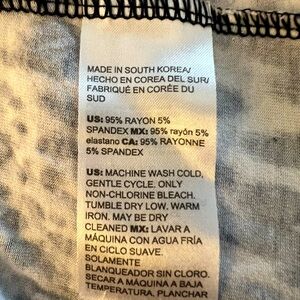 MADE IN SOUTH KOREA/
HECHO EN COREA DEL SUR/
FABRIQUÉ EN CORÉE DU
SUD
US: 95% RAYON 5%
SPANDEX MX: 95% rayón 5%
elastano CA: 95% RAYONNE
5% SPANDEX
US: MACHINE WASH COLD,
GENTLE CYCLE. ONLY
NON-CHLORINE BLEACH.
TUMBLE DRY LOW. WARM
IRON. MAY BE DRY
CLEANED MX: LAVAR A
MÁQUINA CON AGUA FRÍA
EN CICLO SUAVE.
SOLAMENTE
BLANQUEADOR SIN CLORO.
SECAR A MÁQUINA A BAJA
TEMPERATURA, PLANCHAR